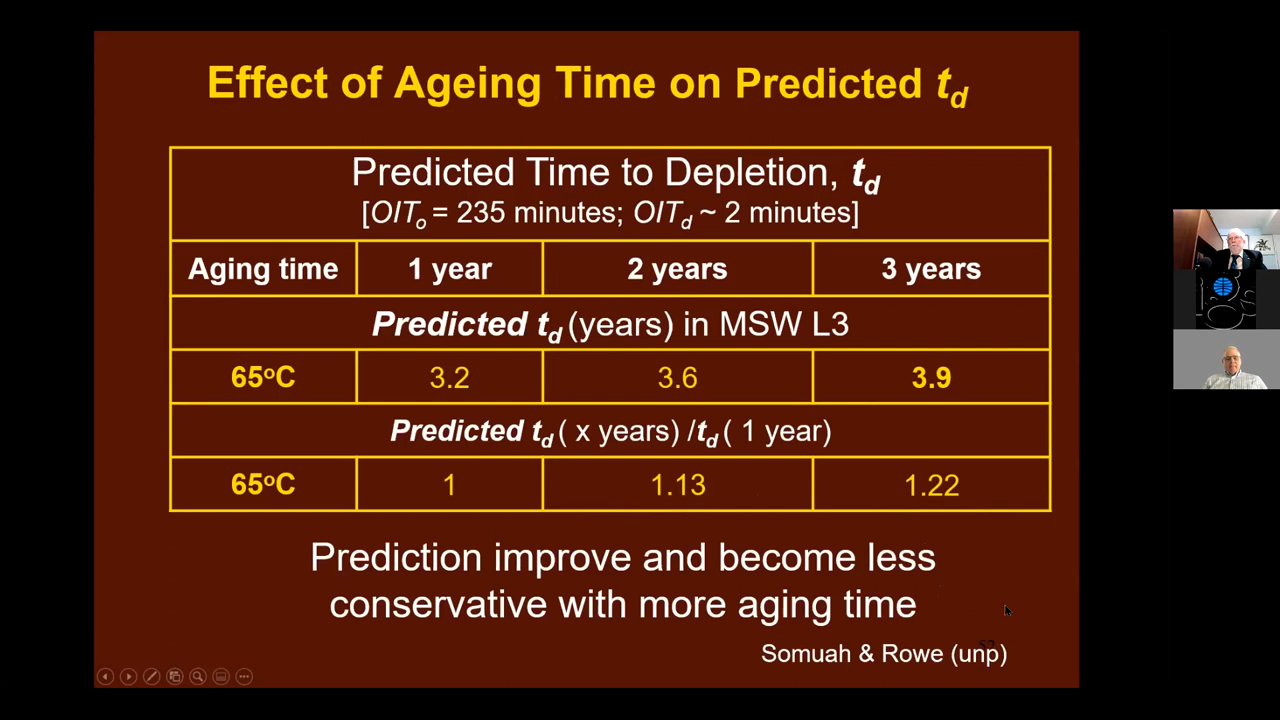 Effect of Ageing Time on Predicted td
Predicted Time to Depletion, td
[OITo = 235 minutes; OITd ~ 2 minutes]
Aging time 1 year 2 years 3 years
Predicted td (years) in MSW L3
65oC 3.2 3.6 3.9
Predicted td ( x years) /td ( 1 year)
65oC 1 1.13 1.22
Prediction improve and become less
conservative with more aging time
Somuah & Rowe (unp)